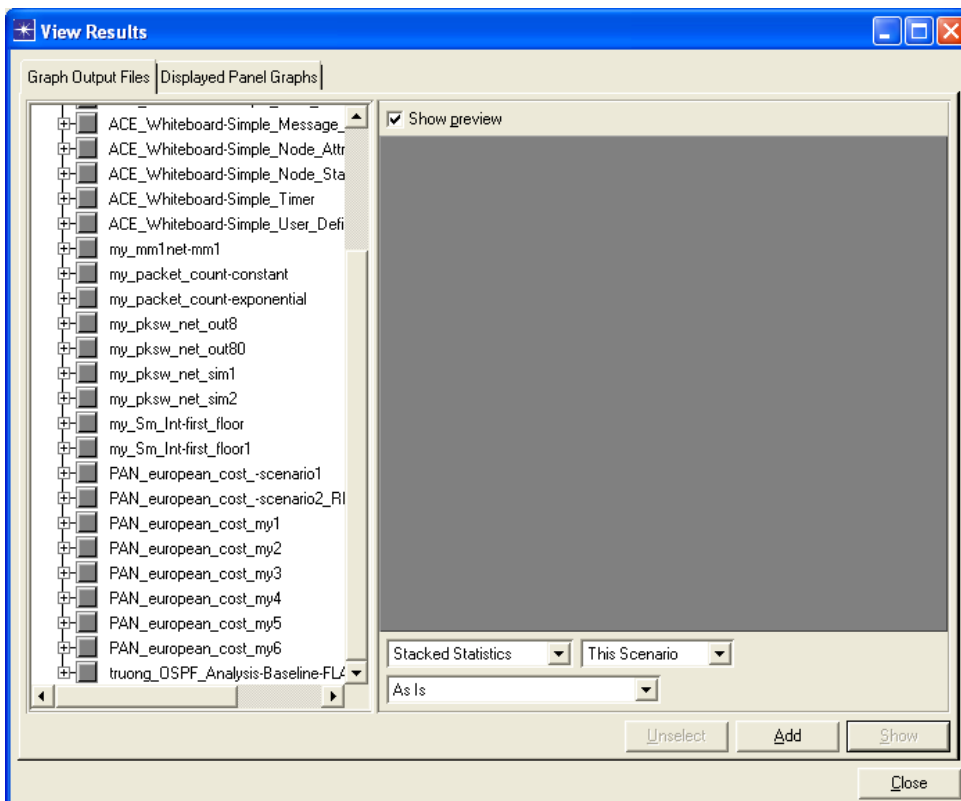 View Results
Graph Output Files
Displayed Panel Graphs
ACE_Whiteboard-Simple_Message_
ACE_Whiteboard-Simple_Node_Attr
ACE_Whiteboard-Simple_Node_Sta
ACE_Whiteboard-Simple_Timer
ACE_Whiteboard-Simple_User_Defi
my_mm1net-mm1
my_packet_count-constant
my_packet_count-exponential
my_pksw_net_out8
my_pksw_net_out80
my_pksw_net_sim1
my_pksw_net_sim2
my_Sm_Int-first_floor
my_Sm_Int-first_floor1
PAN_european_cost_-scenario1
PAN_european_cost_-scenario2_RI
PAN_european_cost_my1
PAN_european_cost_my2
PAN_european_cost_my3
PAN_european_cost_my4
PAN_european_cost_my5
PAN_european_cost_my6
truong_OSPF_Analysis-Baseline-FLA
Show preview
Stacked Statistics
This Scenario
As Is
Unselect
Add
Show
Close